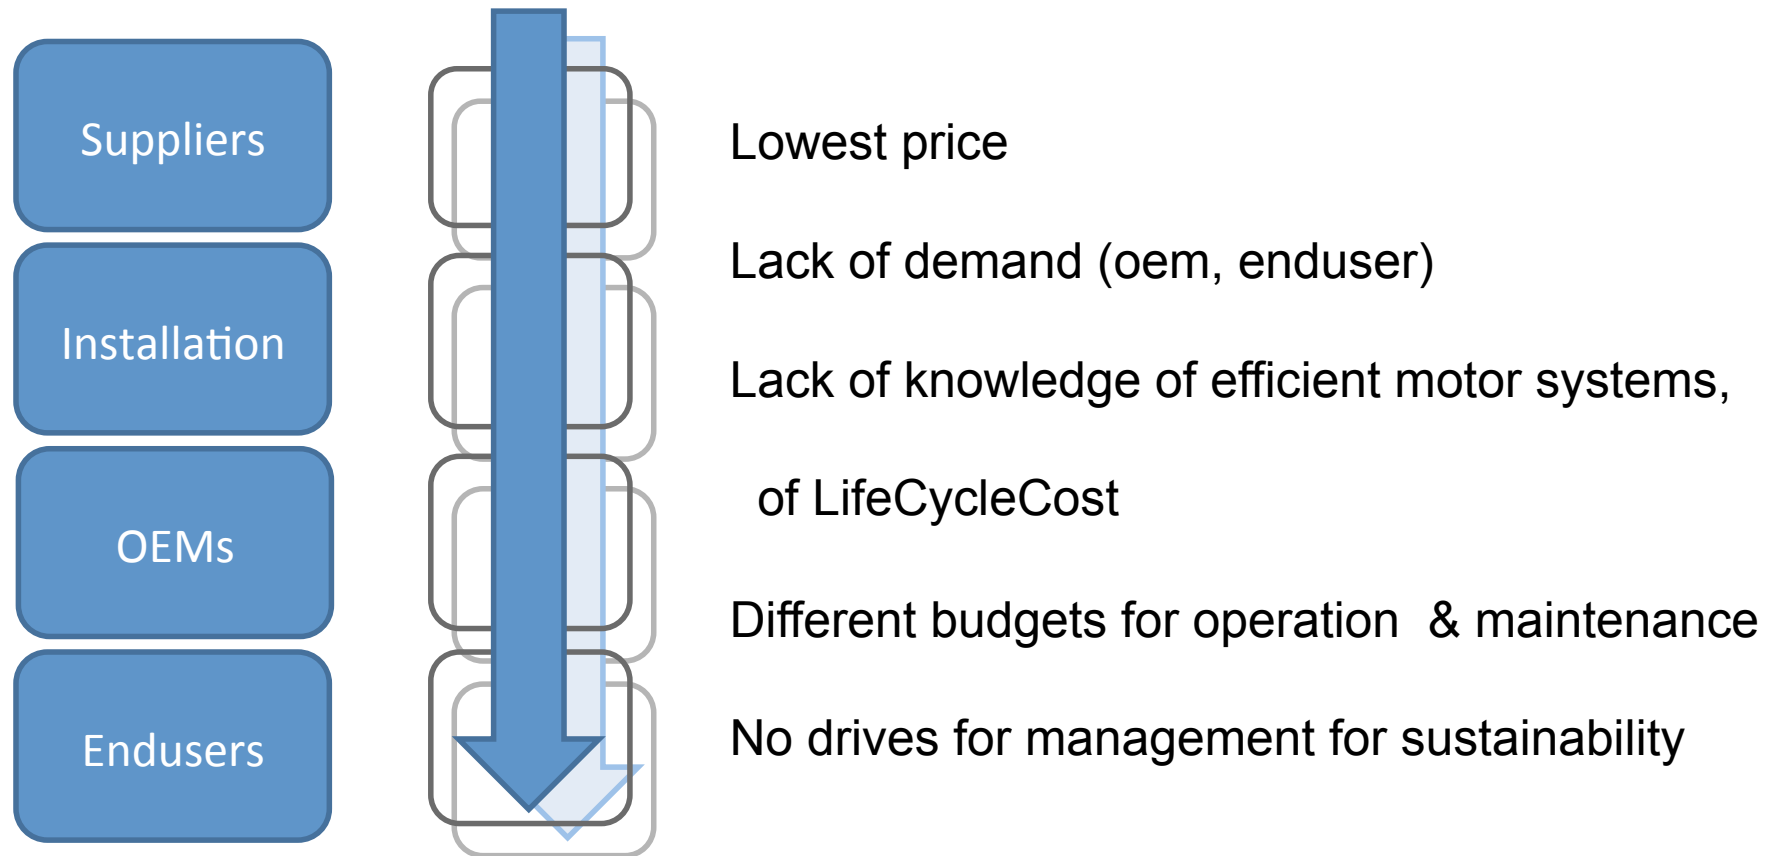 Suppliers
Installation
OEMs
Endusers
Lowest price
Lack of demand (oem, enduser)
Lack of knowledge of efficient motor systems,
of LifeCycleCost
Different budgets for operation & maintenance
No drives for management for sustainability